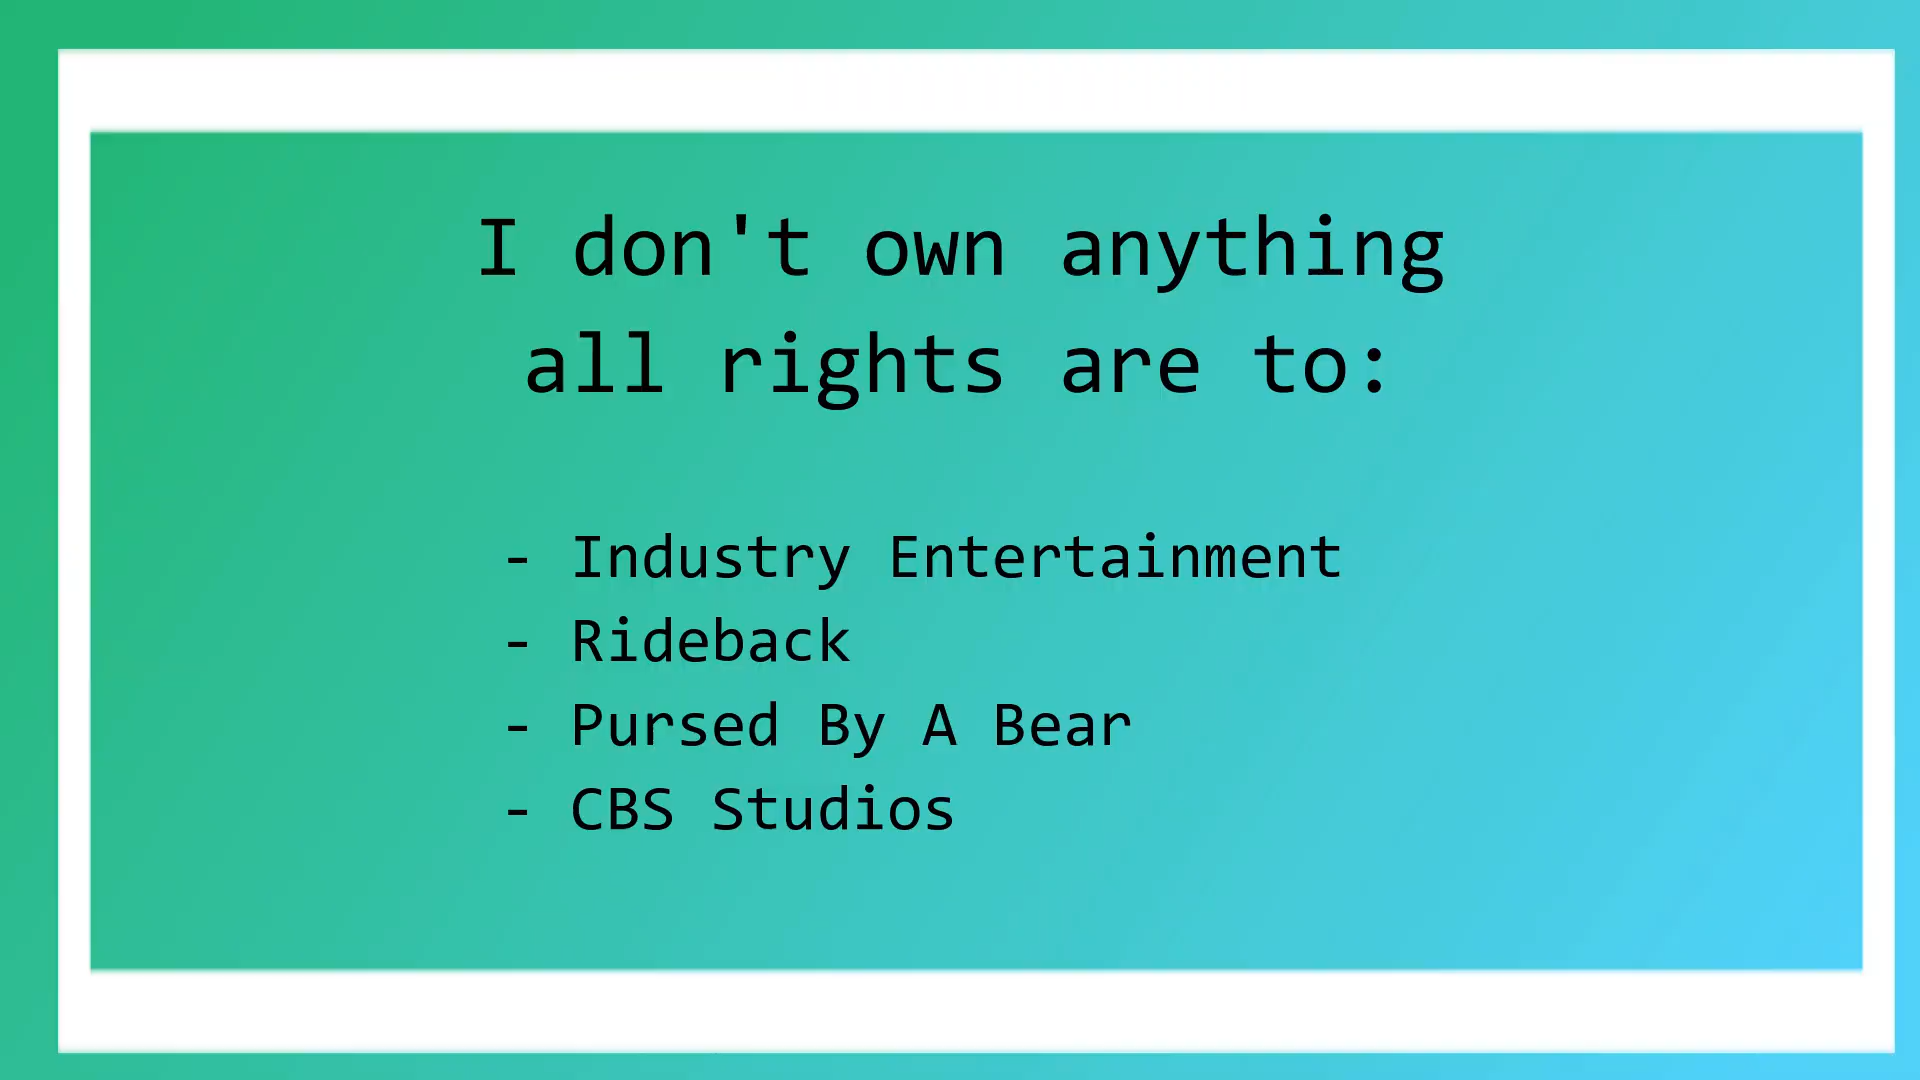 I don't own anything
all rights are to:
- Industry Entertainment
- Rideback
- Pursed By A Bear
- CBS Studios